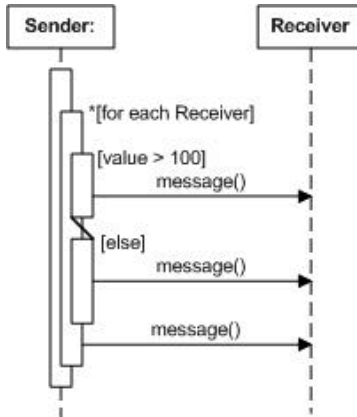 Sender:
Receiver
*[for each Receiver]
[value > 100]
message()
[else]
message()
message()